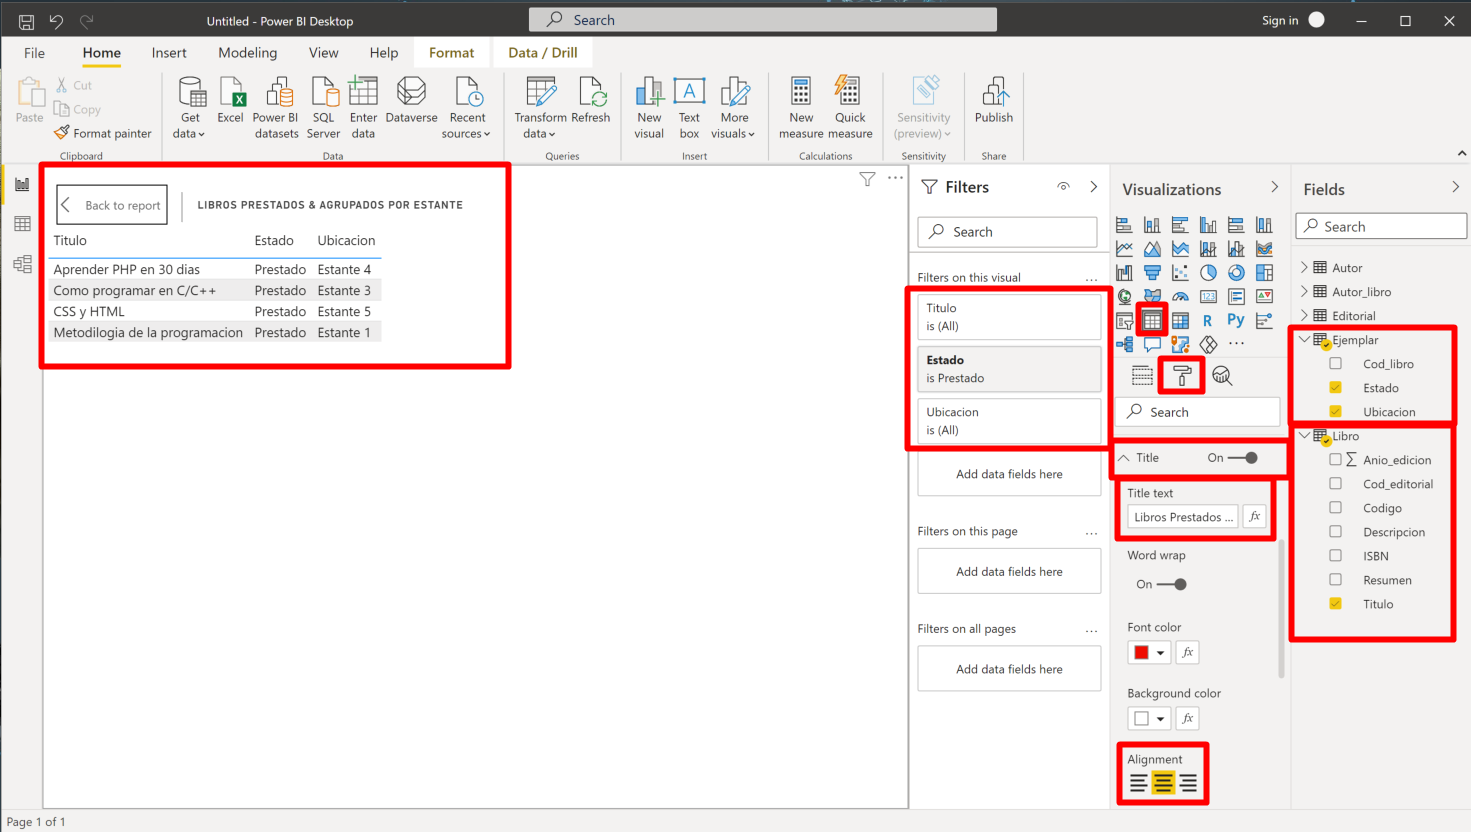 Untitled - Power BI Desktop
Search
Sign in
File Home Insert Modeling View Help Format Data / Drill
Paste
Cut
Copy
Format painter
Clipboard
Get data
Excel
Power BI datasets
SQL Server
Enter data
Dataverse
Recent sources
Data
Transform data
Refresh
Queries
New visual
Text box
More visuals
Insert
New measure
Quick measure
Calculations
Sensitivity (preview)
Sensitivity
Publish
Share
Back to report
LIBROS PRESTADOS & AGRUPADOS POR ESTANTE
Titulo Estado Ubicacion
Aprender PHP en 30 dias Prestado Estante 4
Como programar en C/C++ Prestado Estante 3
CSS y HTML Prestado Estante 5
Metodilogia de la programacion Prestado Estante 1
Filters
Search
Filters on this visual
...
Titulo
is (All)
Estado
is Prestado
Ubicacion
is (All)
Add data fields here
Filters on this page
...
Add data fields here
Filters on all pages
...
Add data fields here
Visualizations
123
R
Py
...
Search
Title On
Title text
Libros Prestados ...
fx
Word wrap
On
Font color
fx
Background color
fx
Alignment
Fields
Search
Autor
Autor_libro
Editorial
Ejemplar
Cod_libro
Estado
Ubicacion
Libro
∑ Anio_edicion
Cod_editorial
Codigo
Descripcion
ISBN
Resumen
Titulo
Page 1 of 1